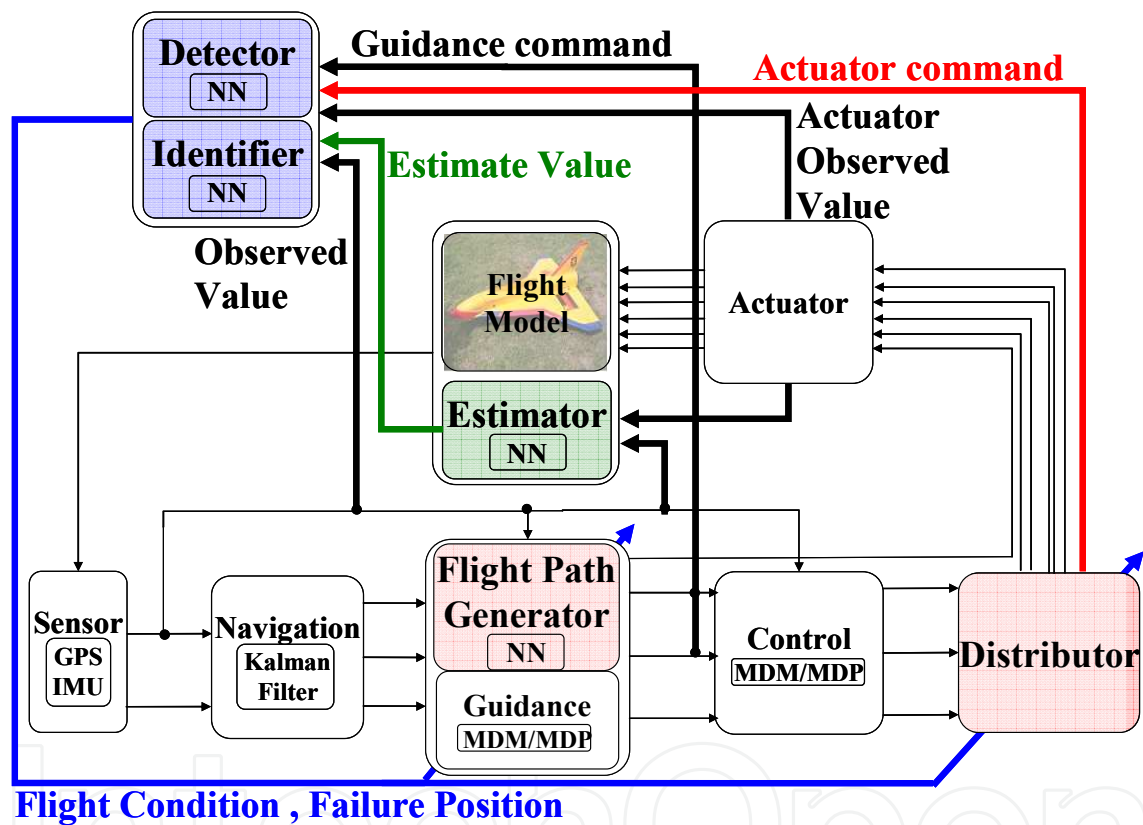 Detector
NN
Identifier
NN
Guidance command
Actuator command
Actuator
Observed
Value
Estimate Value
Observed
Value
Flight
Model
Actuator
Estimator
NN
Sensor
GPS
IMU
Navigation
Kalman
Filter
Flight Path
Generator
NN
Guidance
MDM/MDP
Control
MDM/MDP
Distributor
Flight Condition , Failure Position